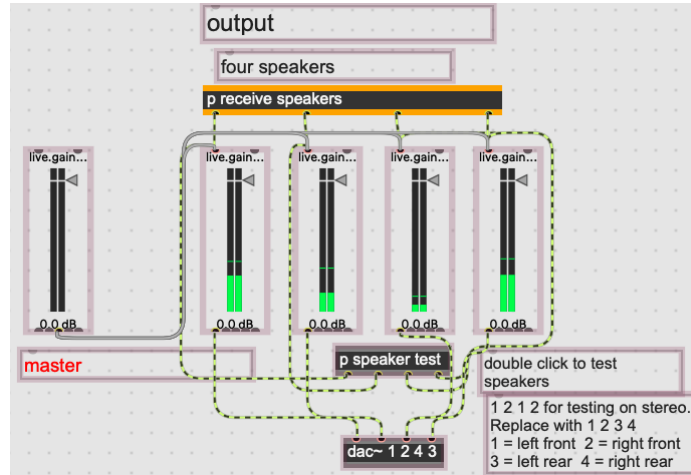 output
four speakers
p receive speakers
live.gain...
live.gain...
live.gain...
live.gain...
live.gain...
0.0 dB
0.0 dB
0.0 dB
0.0 dB
0.0 dB
master
p speaker test
double click to test
speakers
dac~ 1 2 4 3
1 2 1 2 for testing on stereo.
Replace with 1 2 3 4
1 = left front 2 = right front
3 = left rear 4 = right rear